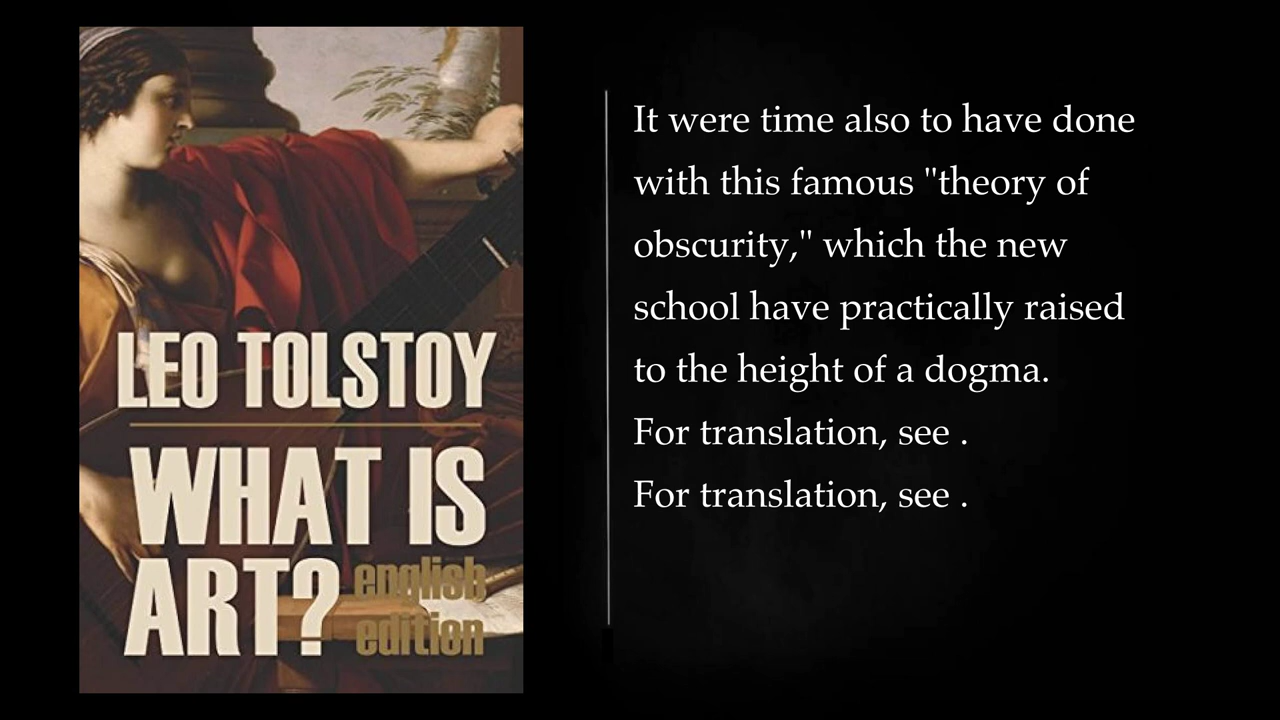 LEO TOLSTOY
WHAT IS
ART?
english
edition
It were time also to have done
with this famous "theory of
obscurity," which the new
school have practically raised
to the height of a dogma.
For translation, see .
For translation, see .